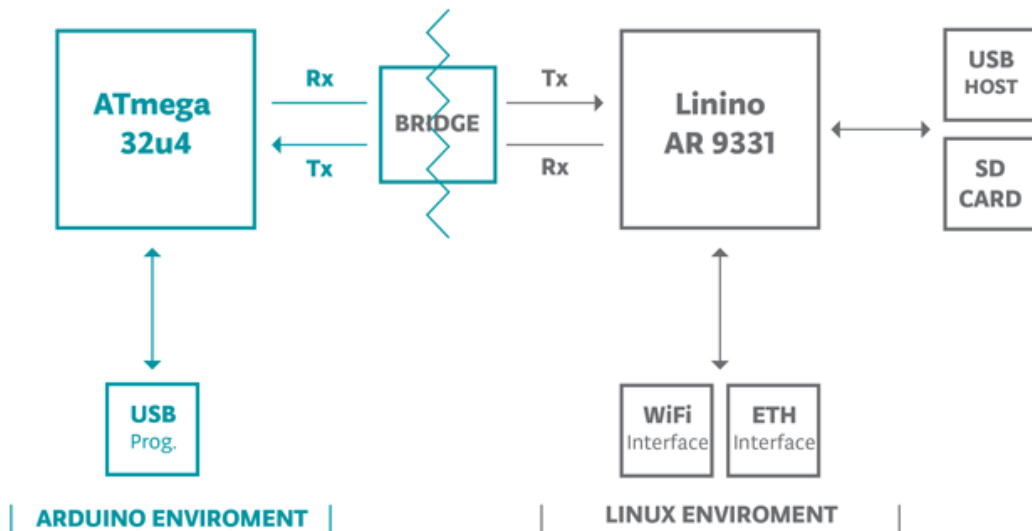 ATmega
32u4
Rx
Tx
BRIDGE
Tx
Rx
Linino
AR 9331
USB
HOST
SD
CARD
USB
Prog.
WiFi
Interface
ETH
Interface
ARDUINO ENVIROMENT
LINUX ENVIROMENT